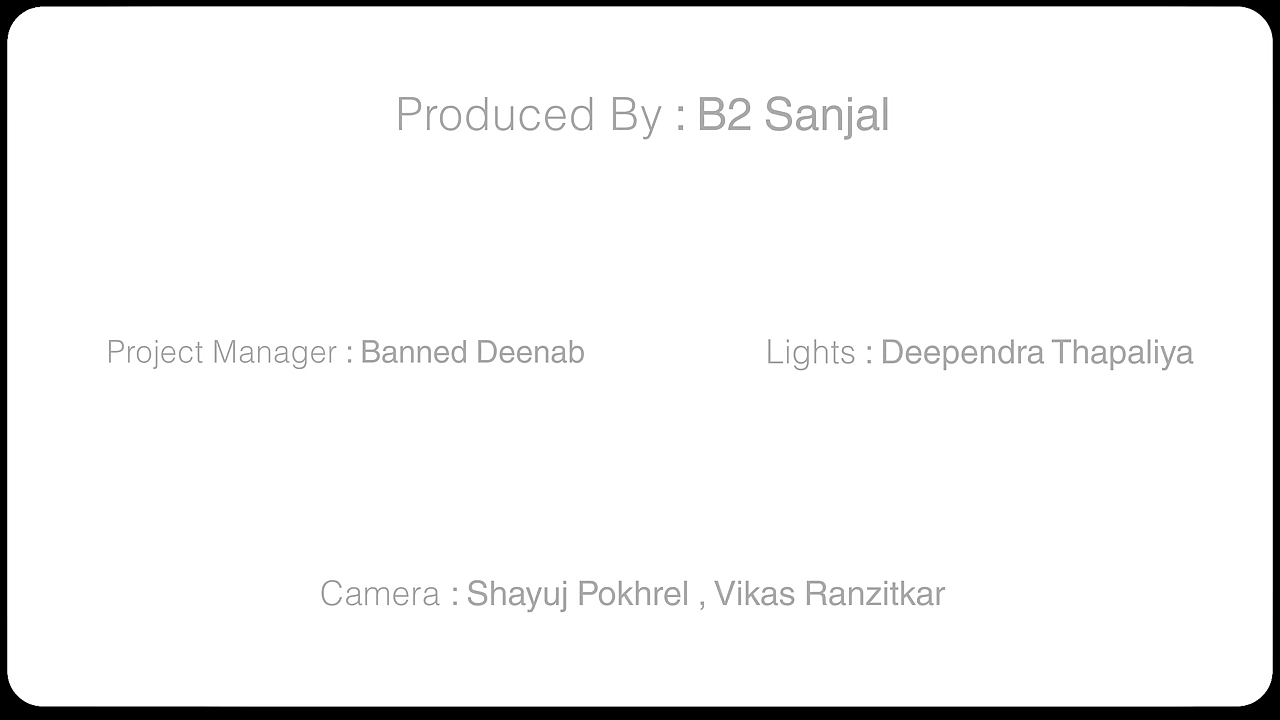 Produced By : B2 Sanjal
Project Manager : Banned Deenab
Lights : Deependra Thapaliya
Camera : Shayuj Pokhrel , Vikas Ranzitkar